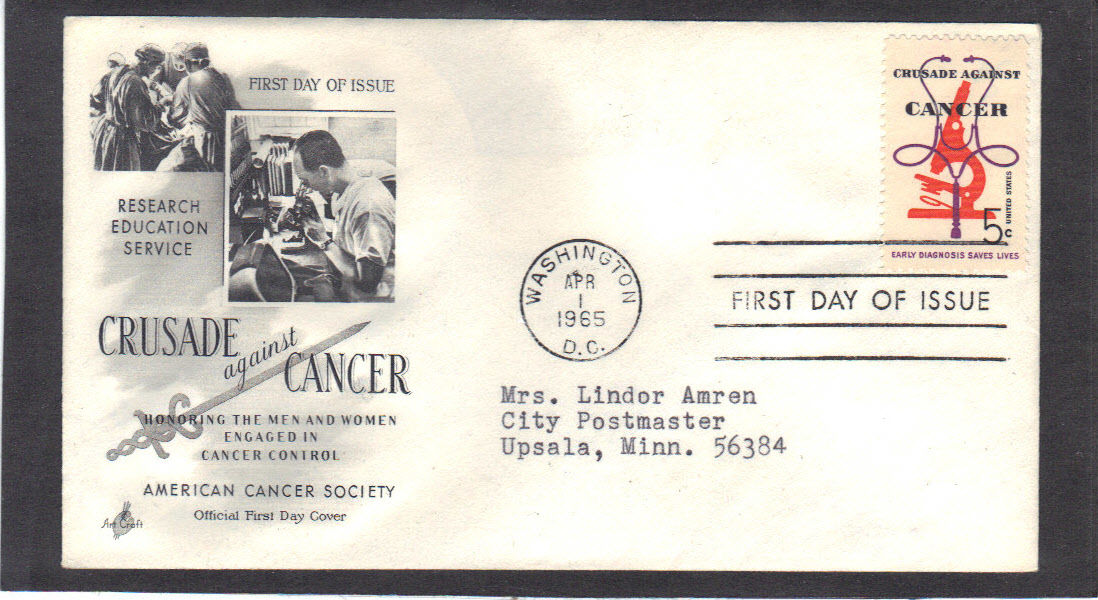 FIRST DAY OF ISSUE
RESEARCH
EDUCATION
SERVICE
CRUSADE
against
CANCER
HONORING THE MEN AND WOMEN
ENGAGED IN
CANCER CONTROL
AMERICAN CANCER SOCIETY
Official First Day Cover
Art Craft
WASHINGTON
APR
1
1965
D.C.
CRUSADE AGAINST
CANCER
UNITED STATES
5c
EARLY DIAGNOSIS SAVES LIVES
FIRST DAY OF ISSUE
Mrs. Lindor Amren
City Postmaster
Upsala, Minn. 56384